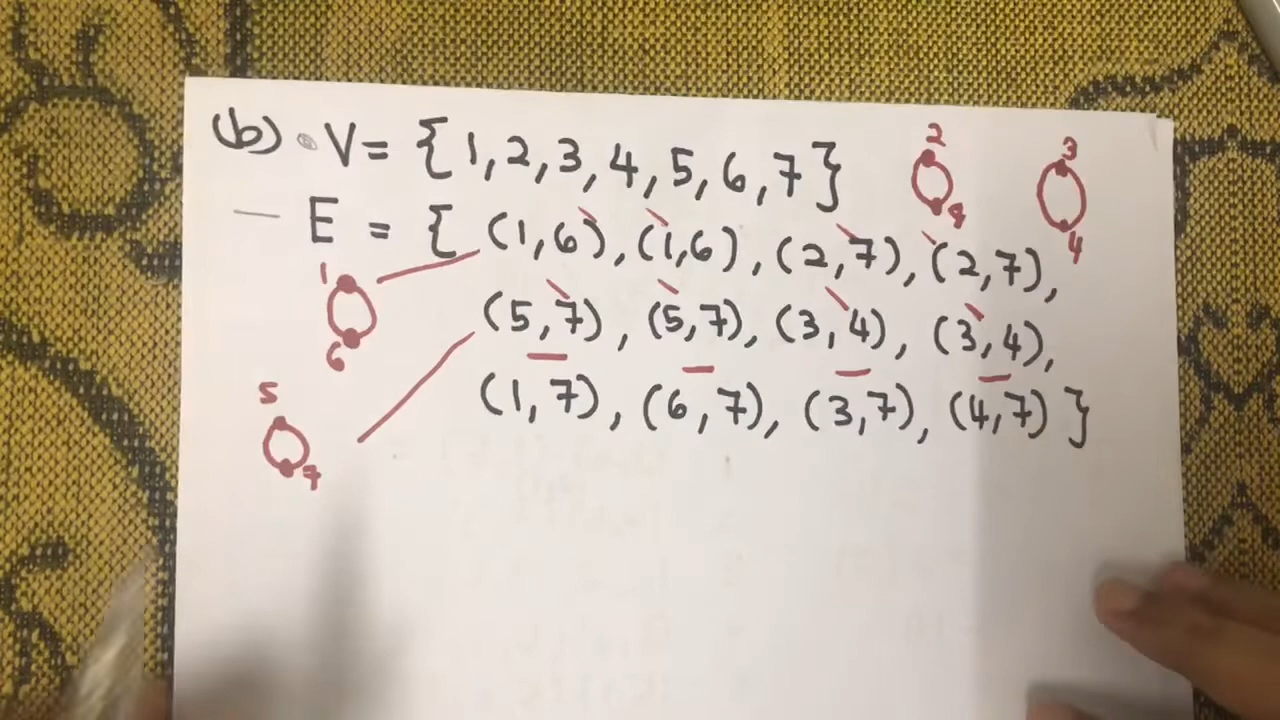 (b) • V = {1,2,3,4,5,6,7}
E = { (1,6), (1,6), (2,7), (2,7),
(5,7), (5,7), (3,4), (3,4),
(1,7), (6,7), (3,7), (4,7) }
2
3
4
1
6
5
7